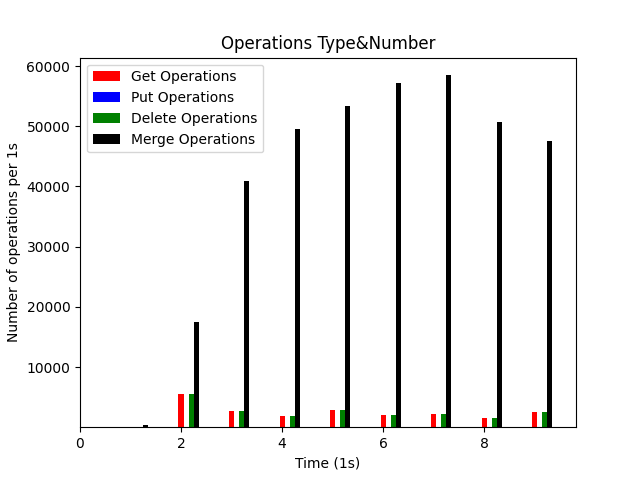 Operations Type&Number
Get Operations
Put Operations
Delete Operations
Merge Operations
Number of operations per 1s
60000
50000
40000
30000
20000
10000
0 2 4 6 8
Time (1s)